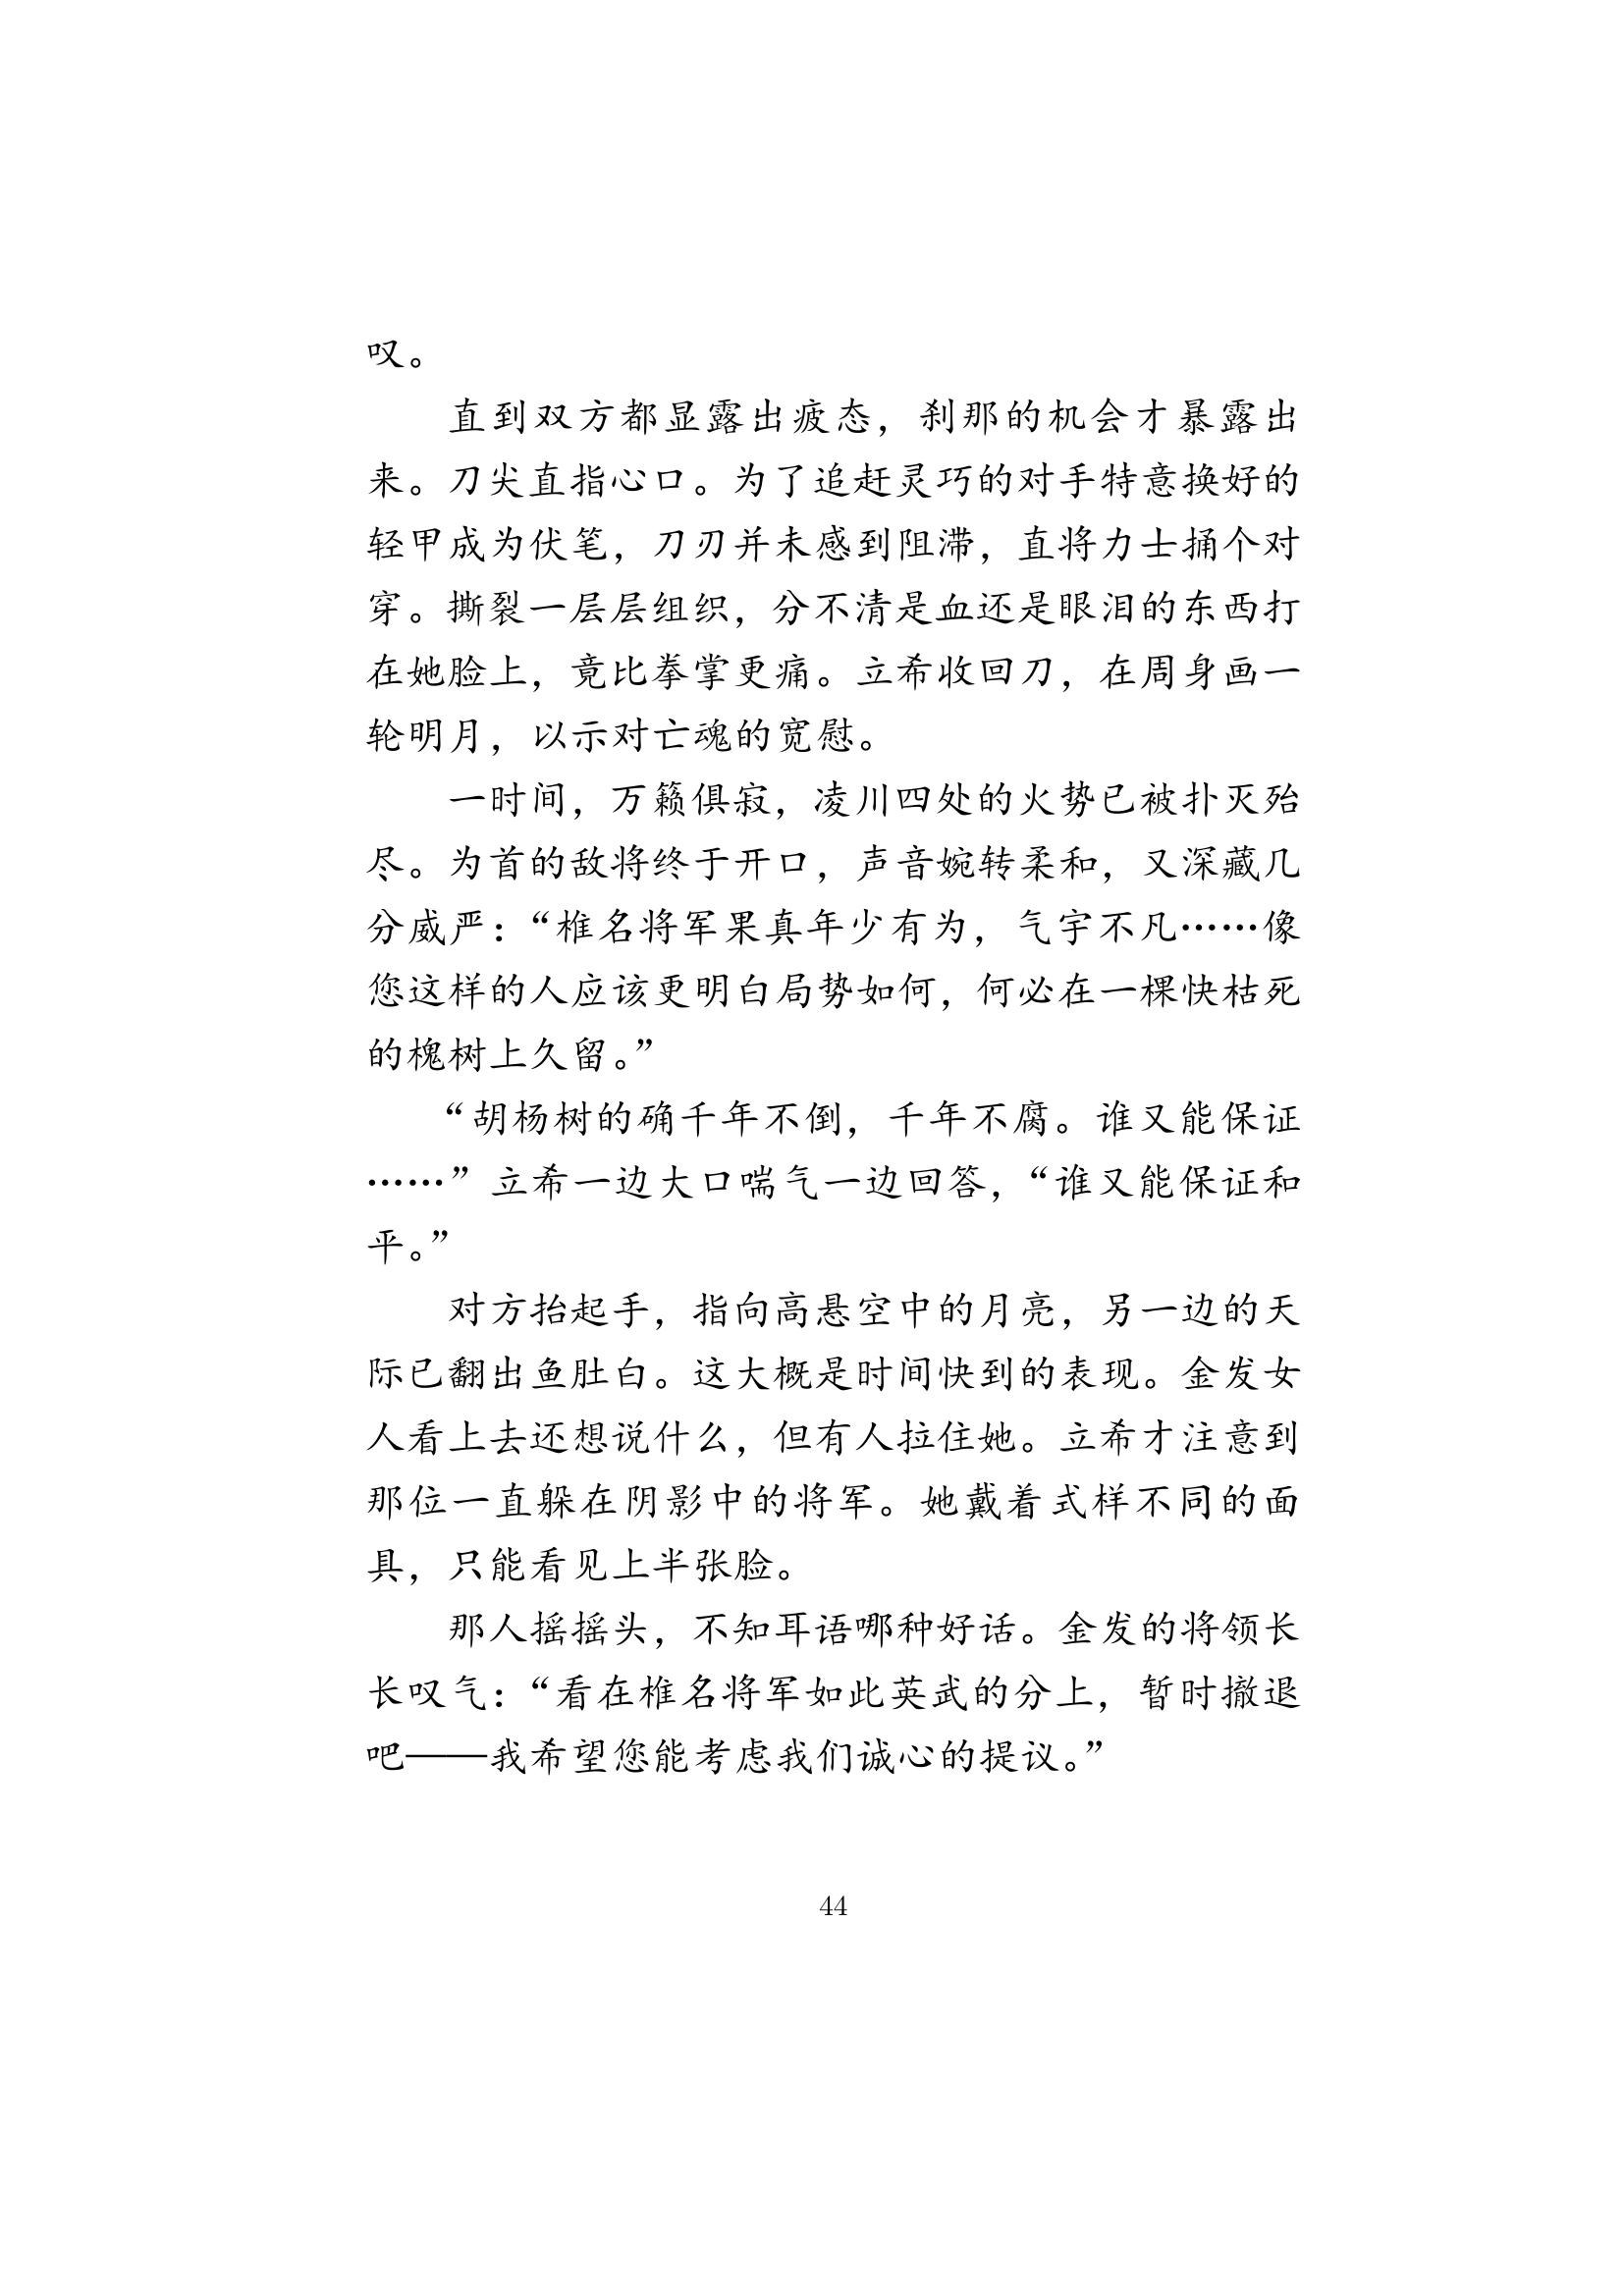 叹。
直到双方都显露出疲态，刹那的机会才暴露出
来。刀尖直指心口。为了追赶灵巧的对手特意换好的
轻甲成为伏笔，刀刃并未感到阻滞，直将力士捅个对
穿。撕裂一层层组织，分不清是血还是眼泪的东西打
在她脸上，竟比拳掌更痛。立希收回刀，在周身画一
轮明月，以示对亡魂的宽慰。
一时间，万籁俱寂，凌川四处的火势已被扑灭殆
尽。为首的敌将终于开口，声音婉转柔和，又深藏几
分威严：“椎名将军果真年少有为，气宇不凡……像
您这样的人应该更明白局势如何，何必在一棵快枯死
的槐树上久留。”
“胡杨树的确千年不倒，千年不腐。谁又能保证
……”立希一边大口喘气一边回答，“谁又能保证和
平。”
对方抬起手，指向高悬空中的月亮，另一边的天
际已翻出鱼肚白。这大概是时间快到的表现。金发女
人看上去还想说什么，但有人拉住她。立希才注意到
那位一直躲在阴影中的将军。她戴着式样不同的面
具，只能看见上半张脸。
那人摇摇头，不知耳语哪种好话。金发的将领长
长叹气：“看在椎名将军如此英武的分上，暂时撤退
吧——我希望您能考虑我们诚心的提议。”
44